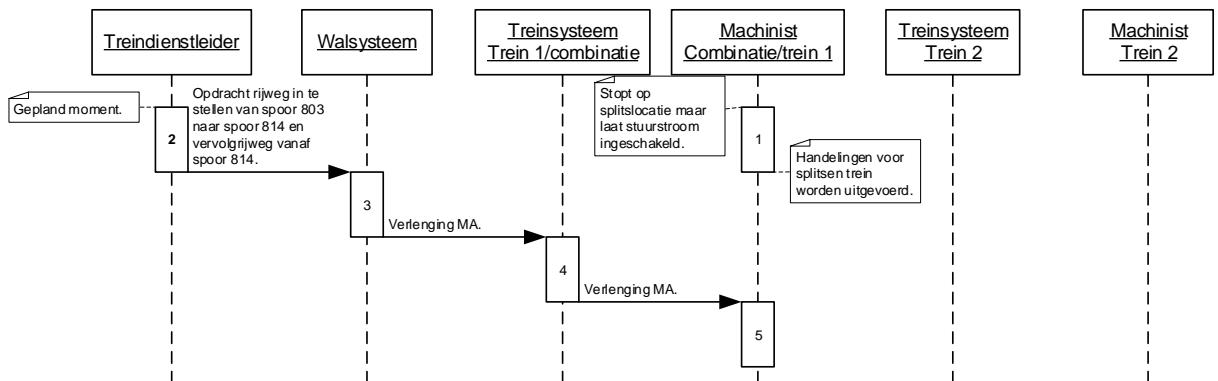 Treindienstleider
Walsysteem
Treinsysteem
Trein 1/combinatie
Machinist
Combinatie/trein 1
Treinsysteem
Trein 2
Machinist
Trein 2
Gepland moment.
2
Opdracht rijweg in te
stellen van spoor 803
naar spoor 814 en
vervolgrijweg vanaf
spoor 814.
Stopt op
splitslocatie maar
laat stuurstroom
ingeschakeld.
1
Handelingen voor
splitsen trein
worden uitgevoerd.
3
Verlenging MA.
4
Verlenging MA.
5